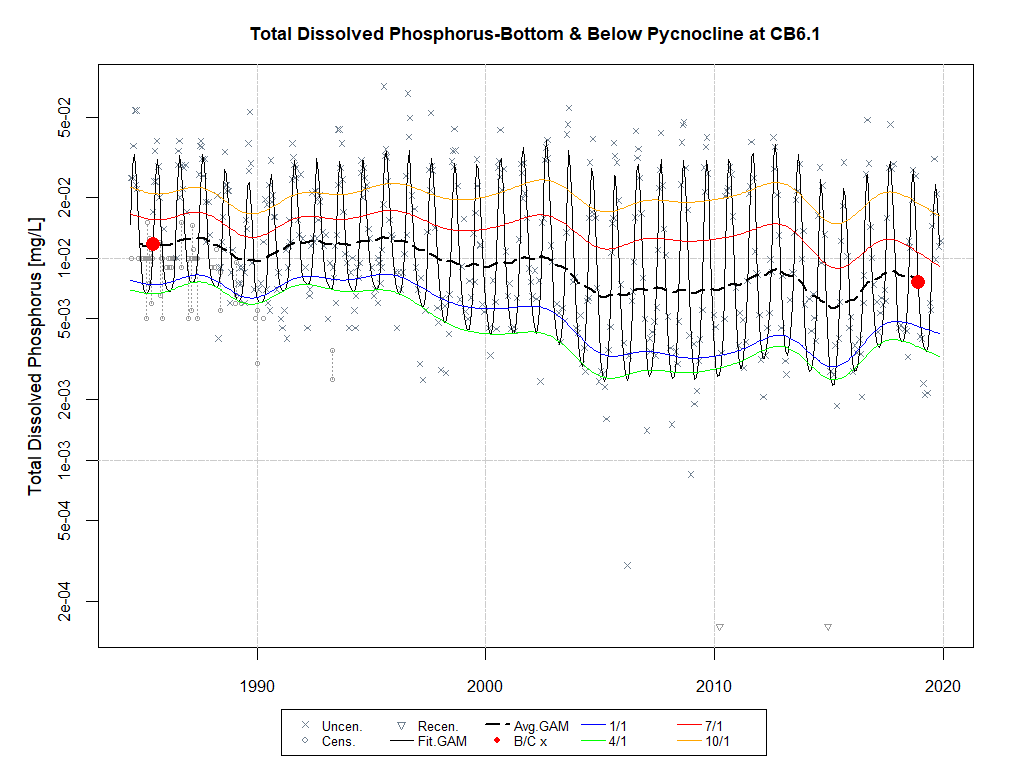 Total Dissolved Phosphorus-Bottom & Below Pycnocline at CB6.1
Total Dissolved Phosphorus [mg/L]
5e-02
2e-02
1e-02
5e-03
2e-03
1e-03
5e-04
2e-04
1990
2000
2010
2020
Uncen. Recen. Avg.GAM 1/1 7/1
Cens. Fit.GAM B/C x 4/1 10/1